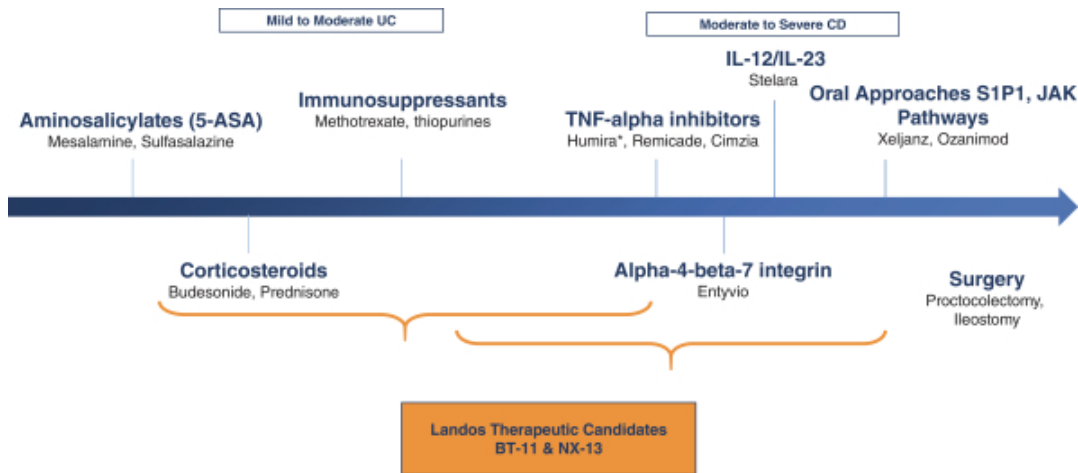 Mild to Moderate UC
Moderate to Severe CD
IL-12/IL-23
Stelara
Immunosuppressants
Methotrexate, thiopurines
Oral Approaches S1P1, JAK
Pathways
Xeljanz, Ozanimod
Aminosalicylates (5-ASA)
Mesalamine, Sulfasalazine
TNF-alpha inhibitors
Humira*, Remicade, Cimzia
Corticosteroids
Budesonide, Prednisone
Alpha-4-beta-7 integrin
Entyvio
Surgery
Proctocolectomy,
Ileostomy
Landos Therapeutic Candidates
BT-11 & NX-13